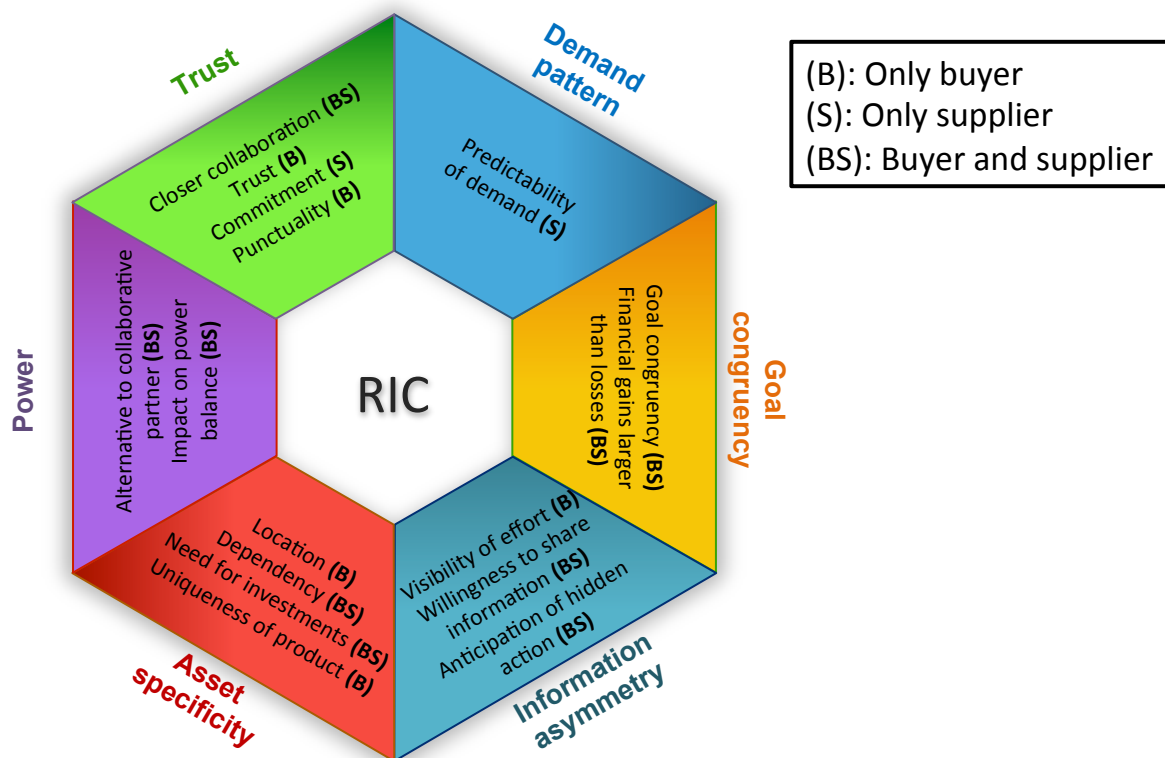 Trust
Closer collaboration (BS)
Trust (B)
Commitment (S)
Punctuality (B)
Demand
pattern
Predictability
of demand (S)
(B): Only buyer
(S): Only supplier
(BS): Buyer and supplier
Goal
congruency
Goal congruency (BS)
Financial gains larger
than losses (BS)
Information
asymmetry
Visibility of effort (B)
Willingness to share
information (BS)
Anticipation of hidden
action (BS)
Asset
specificity
Location (B)
Dependency (BS)
Need for investments (BS)
Uniqueness of product (B)
Power
Alternative to collaborative
partner (BS)
Impact on power
balance (BS)
RIC